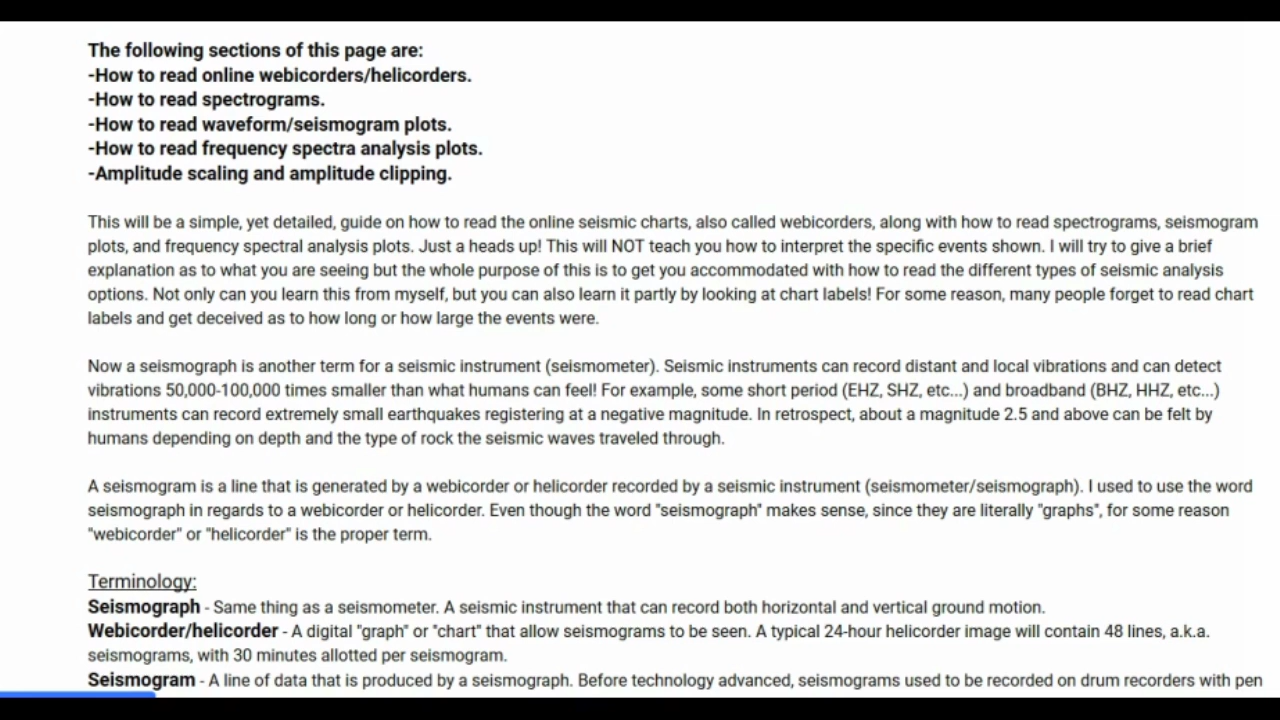 The following sections of this page are:
-How to read online webicorders/helicorders.
-How to read spectrograms.
-How to read waveform/seismogram plots.
-How to read frequency spectra analysis plots.
-Amplitude scaling and amplitude clipping.
This will be a simple, yet detailed, guide on how to read the online seismic charts, also called webicorders, along with how to read spectrograms, seismogram
plots, and frequency spectral analysis plots. Just a heads up! This will NOT teach you how to interpret the specific events shown. I will try to give a brief
explanation as to what you are seeing but the whole purpose of this is to get you accommodated with how to read the different types of seismic analysis
options. Not only can you learn this from myself, but you can also learn it partly by looking at chart labels! For some reason, many people forget to read chart
labels and get deceived as to how long or how large the events were.
Now a seismograph is another term for a seismic instrument (seismometer). Seismic instruments can record distant and local vibrations and can detect
vibrations 50,000-100,000 times smaller than what humans can feel! For example, some short period (EHZ, SHZ, etc...) and broadband (BHZ, HHZ, etc...)
instruments can record extremely small earthquakes registering at a negative magnitude. In retrospect, about a magnitude 2.5 and above can be felt by
humans depending on depth and the type of rock the seismic waves traveled through.
A seismogram is a line that is generated by a webicorder or helicorder recorded by a seismic instrument (seismometer/seismograph). I used to use the word
seismograph in regards to a webicorder or helicorder. Even though the word "seismograph" makes sense, since they are literally "graphs", for some reason
"webicorder" or "helicorder" is the proper term.
Terminology:
Seismograph - Same thing as a seismometer. A seismic instrument that can record both horizontal and vertical ground motion.
Webicorder/helicorder - A digital "graph" or "chart" that allow seismograms to be seen. A typical 24-hour helicorder image will contain 48 lines, a.k.a.
seismograms, with 30 minutes allotted per seismogram.
Seismogram - A line of data that is produced by a seismograph. Before technology advanced, seismograms used to be recorded on drum recorders with pen